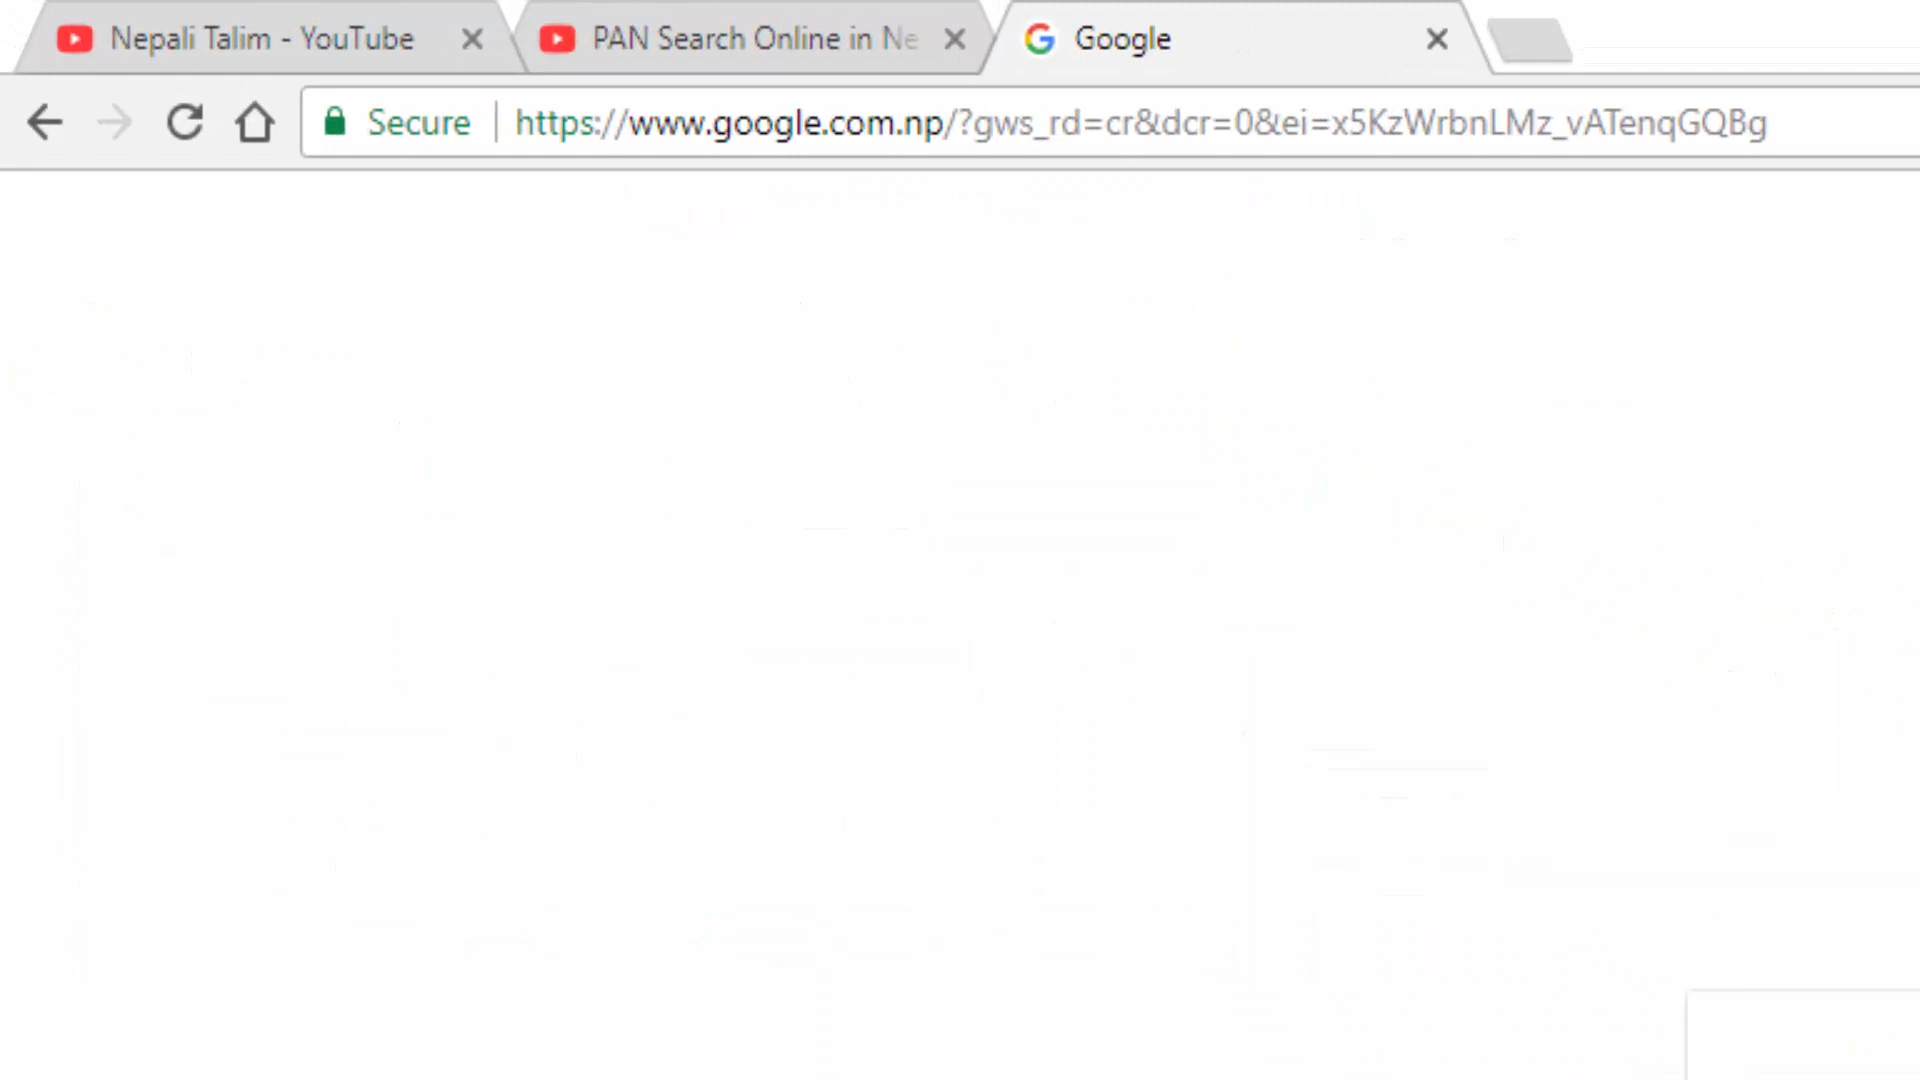 Nepali Talim - YouTube
PAN Search Online in Ne
Google
Secure
https://www.google.com.np/?gws_rd=cr&dcr=0&ei=x5KzWrbnLMz_vATenqGQBg